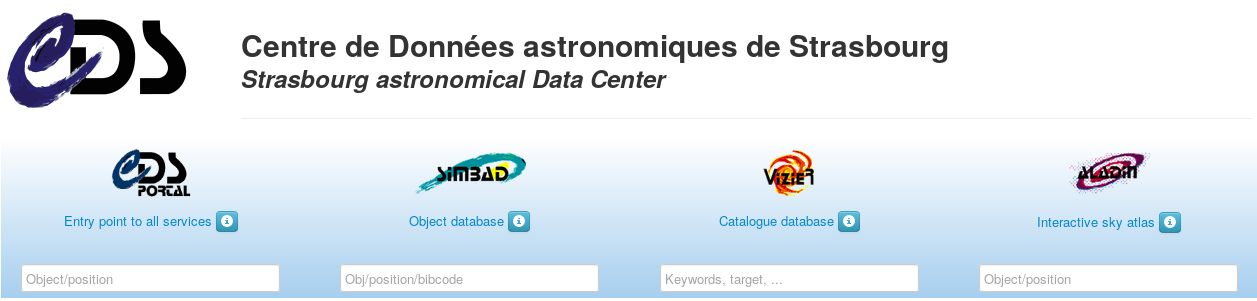 CDS
Centre de Données astronomiques de Strasbourg
Strasbourg astronomical Data Center
CDS PORTAL
SIMBAD
VizieR
ALADIN
Entry point to all services
Object database
Catalogue database
Interactive sky atlas
Object/position
Obj/position/bibcode
Keywords, target, ...
Object/position